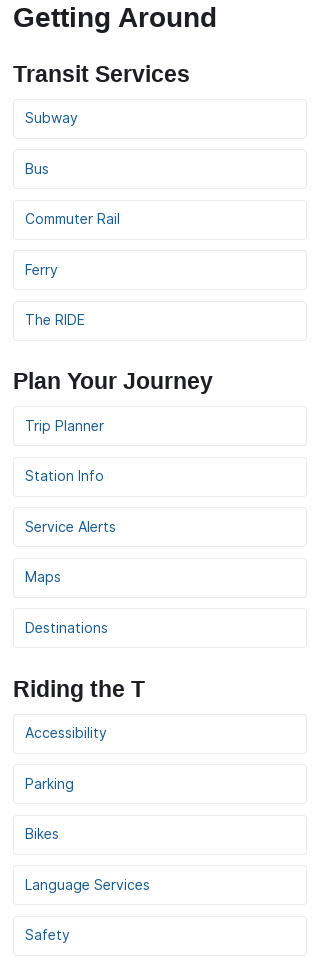 Getting Around
Transit Services
Subway
Bus
Commuter Rail
Ferry
The RIDE
Plan Your Journey
Trip Planner
Station Info
Service Alerts
Maps
Destinations
Riding the T
Accessibility
Parking
Bikes
Language Services
Safety